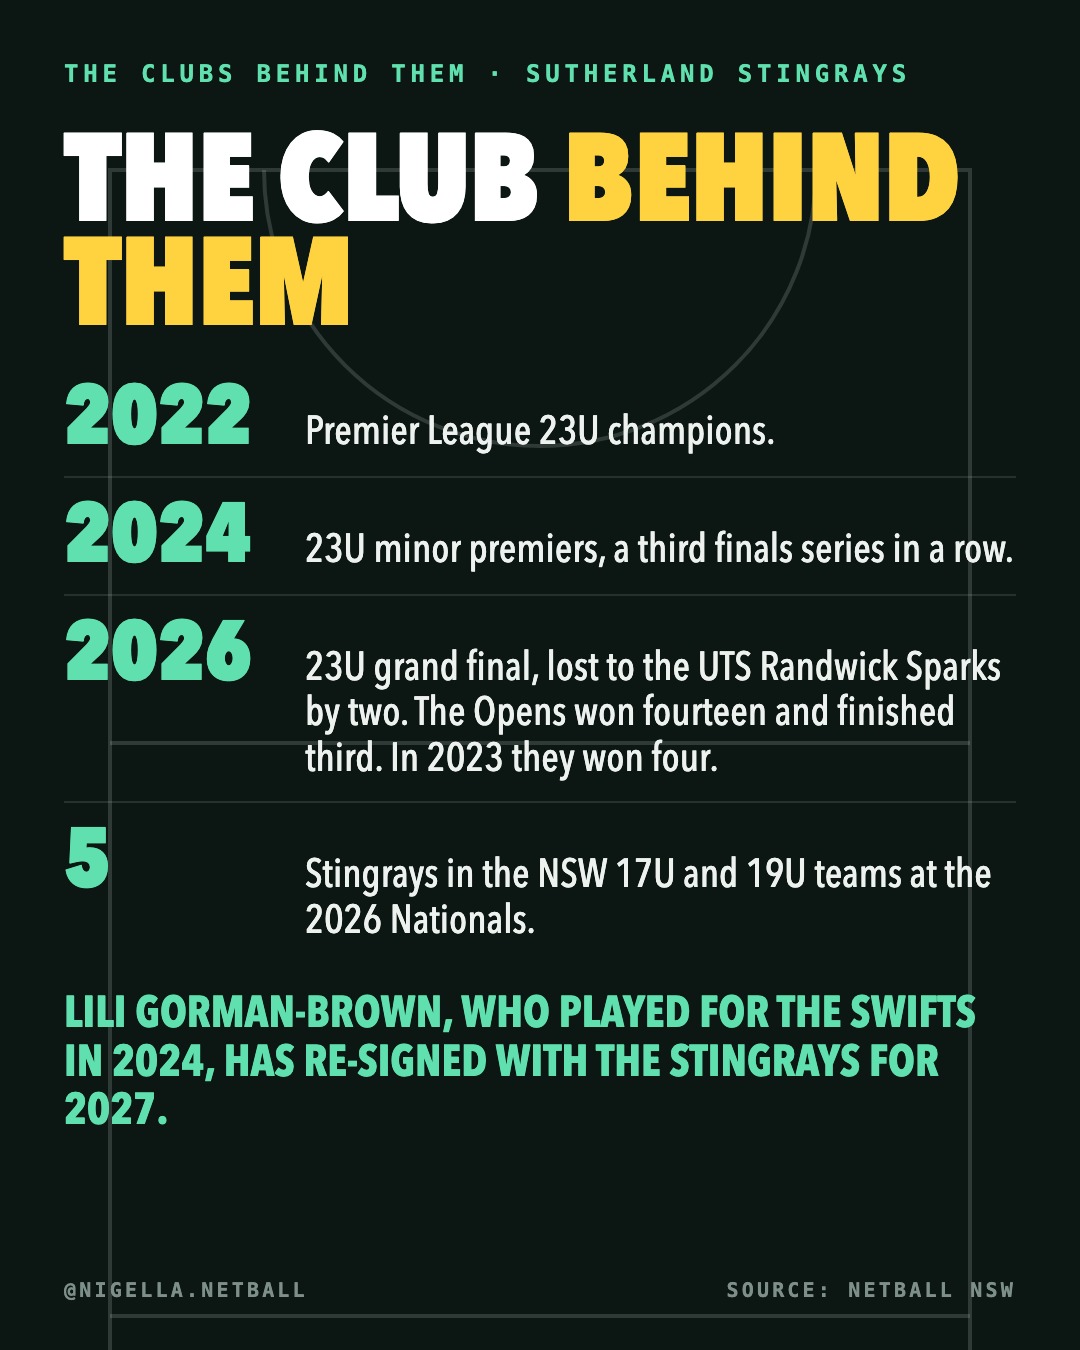 THE CLUBS BEHIND THEM · SUTHERLAND STINGRAYS
THE CLUB BEHIND
THEM
2022 Premier League 23U champions.
2024 23U minor premiers, a third finals series in a row.
2026 23U grand final, lost to the UTS Randwick Sparks
by two. The Opens won fourteen and finished
third. In 2023 they won four.
5 Stingrays in the NSW 17U and 19U teams at the
2026 Nationals.
LILI GORMAN-BROWN, WHO PLAYED FOR THE SWIFTS
IN 2024, HAS RE-SIGNED WITH THE STINGRAYS FOR
2027.
@NIGELLA.NETBALL SOURCE: NETBALL NSW